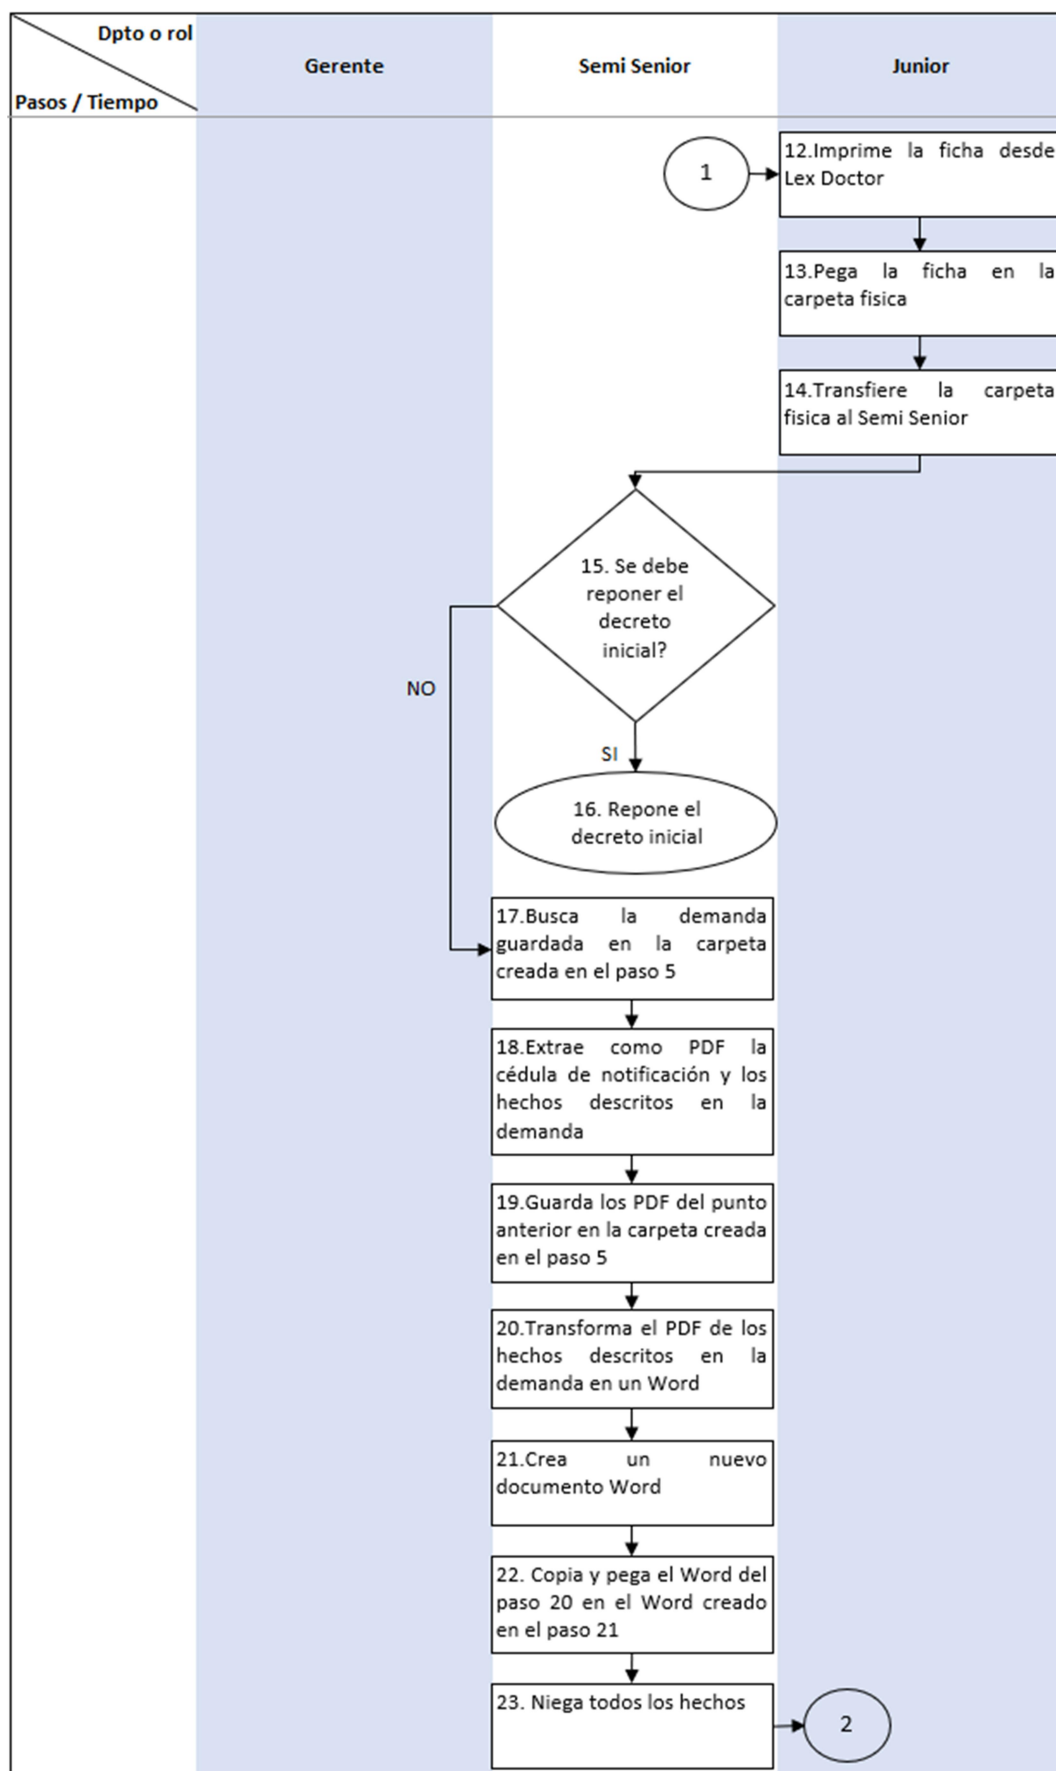 Dpto o rol
Pasos / Tiempo
Gerente
Semi Senior
Junior
1
12.Imprime la ficha desde
Lex Doctor
13.Pega la ficha en la
carpeta fisica
14.Transfiere la carpeta
fisica al Semi Senior
15. Se debe
reponer el
decreto
inicial?
NO
SI
16. Repone el
decreto inicial
17.Busca la demanda
guardada en la carpeta
creada en el paso 5
18.Extrae como PDF la
cédula de notificación y los
hechos descritos en la
demanda
19.Guarda los PDF del punto
anterior en la carpeta creada
en el paso 5
20.Transforma el PDF de los
hechos descritos en la
demanda en un Word
21.Crea un nuevo
documento Word
22. Copia y pega el Word del
paso 20 en el Word creado
en el paso 21
23. Niega todos los hechos
2